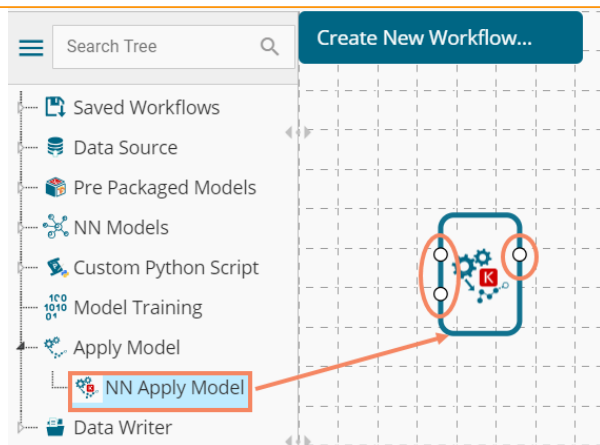 Search Tree
Create New Workflow...
Saved Workflows
Data Source
Pre Packaged Models
NN Models
Custom Python Script
Model Training
Apply Model
K
NN Apply Model
Data Writer